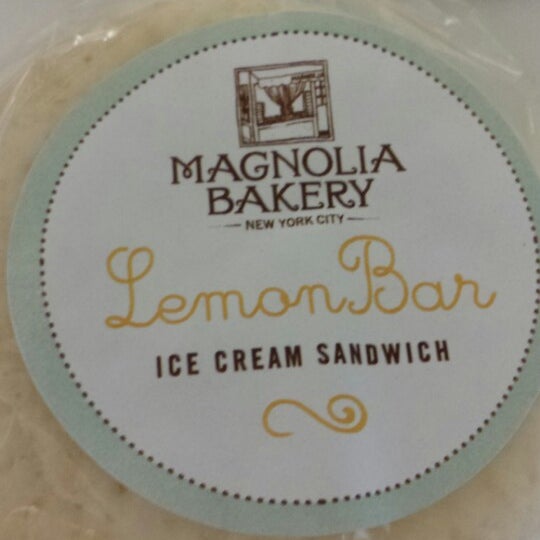 MAGNOLIA
BAKERY
NEW YORK CITY
Lemon Bar
ICE CREAM SANDWICH